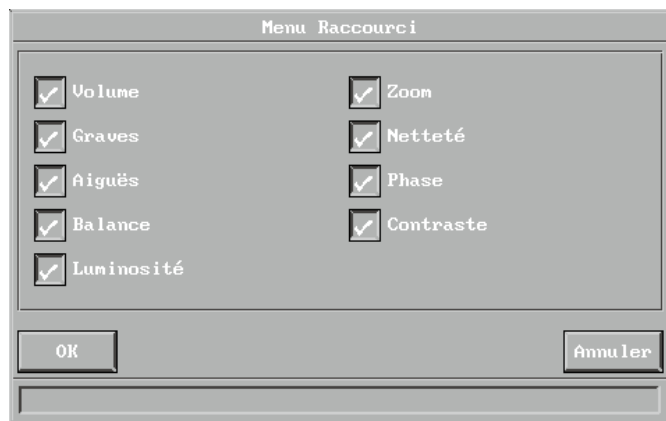 Menu Raccourci
Volume
Graves
Aiguës
Balance
Luminosité
Zoom
Netteté
Phase
Contraste
OK
Annuler